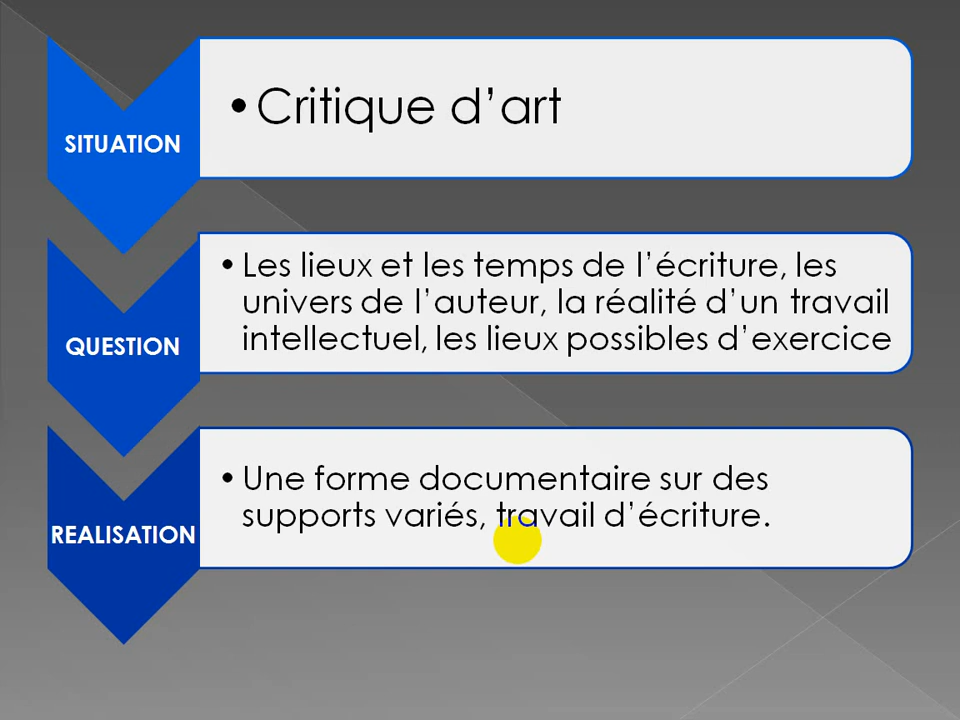 SITUATION
•Critique d’art
QUESTION
•Les lieux et les temps de l’écriture, les
univers de l’auteur, la réalité d’un travail
intellectuel, les lieux possibles d’exercice
REALISATION
•Une forme documentaire sur des
supports variés, travail d’écriture.